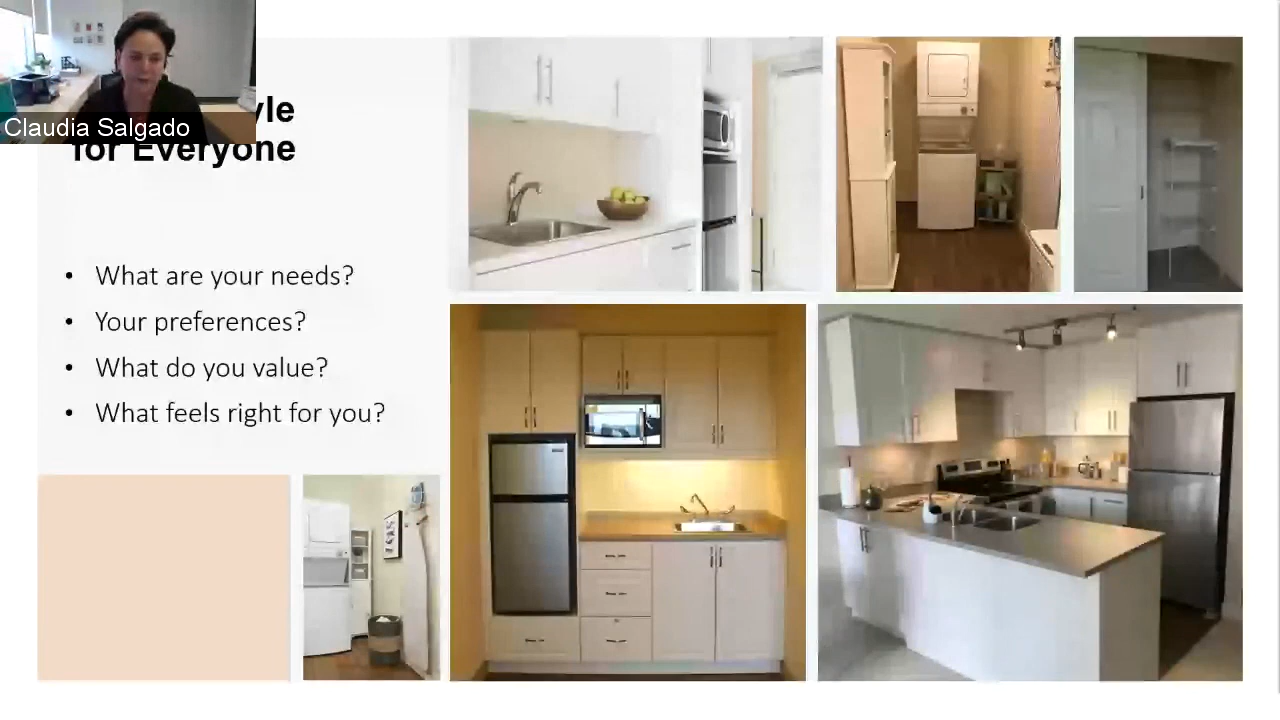 Claudia Salgado
for Everyone
• What are your needs?
• Your preferences?
• What do you value?
• What feels right for you?